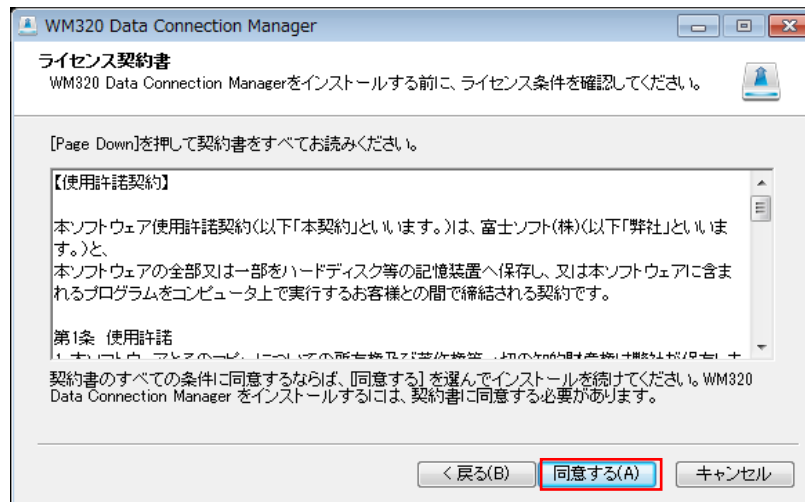 WM320 Data Connection Manager
ライセンス契約書
WM320 Data Connection Managerをインストールする前に、ライセンス条件を確認してください。
[Page Down]を押して契約書をすべてお読みください。
【使用許諾契約】
本ソフトウェア使用許諾契約(以下「本契約」といいます。)は、富士ソフト(株)(以下「弊社」といいま
す。)と、
本ソフトウェアの全部又は一部をハードディスク等の記憶装置へ保存し、又は本ソフトウェアに含ま
れるプログラムをコンピュータ上で実行するお客様との間で締結される契約です。
第1条 使用許諾
契約書のすべての条件に同意するならば、[同意する] を選んでインストールを続けてください。WM320
Data Connection Manager をインストールするには、契約書に同意する必要があります。
< 戻る(B)
同意する(A)
キャンセル